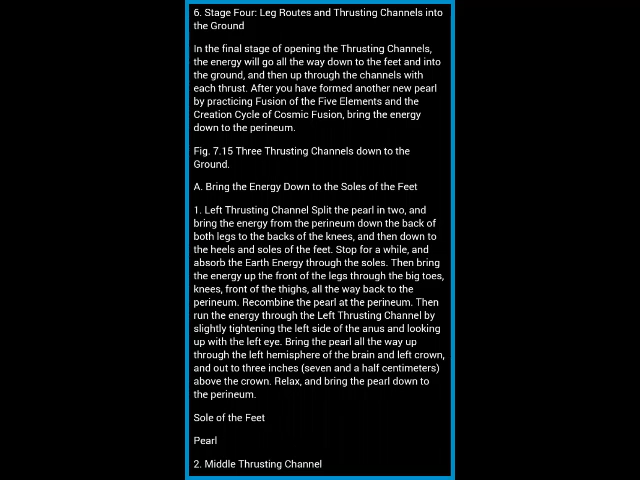 6. Stage Four: Leg Routes and Thrusting Channels into
the Ground
In the final stage of opening the Thrusting Channels,
the energy will go all the way down to the feet and into
the ground, and then up through the channels with
each thrust. After you have formed another new pearl
by practicing Fusion of the Five Elements and the
Creation Cycle of Cosmic Fusion, bring the energy
down to the perineum.
Fig. 7.15 Three Thrusting Channels down to the
Ground.
A. Bring the Energy Down to the Soles of the Feet
1. Left Thrusting Channel Split the pearl in two, and
bring the energy from the perineum down the back of
both legs to the backs of the knees, and then down to
the heels and soles of the feet. Stop for a while, and
absorb the Earth Energy through the soles. Then bring
the energy up the front of the legs through the big toes,
knees, front of the thighs, all the way back to the
perineum. Recombine the pearl at the perineum. Then
run the energy through the Left Thrusting Channel by
slightly tightening the left side of the anus and looking
up with the left eye. Bring the pearl all the way up
through the left hemisphere of the brain and left crown,
and out to three inches (seven and a half centimeters)
above the crown. Relax, and bring the pearl down to
the perineum.
Sole of the Feet
Pearl
2. Middle Thrusting Channel